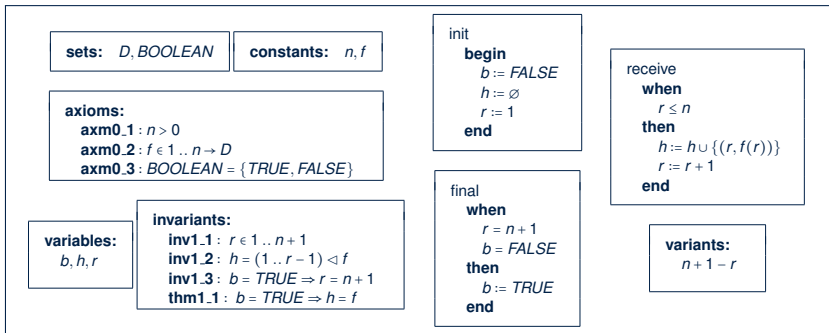 sets: D, BOOLEAN
constants: n, f
axioms:
axm0_1 : n > 0
axm0_2 : f ∈ 1 .. n → D
axm0_3 : BOOLEAN = {TRUE, FALSE}
variables:
b, h, r
invariants:
inv1_1 : r ∈ 1 .. n + 1
inv1_2 : h = (1 .. r − 1) ◁ f
inv1_3 : b = TRUE ⇒ r = n + 1
thm1_1 : b = TRUE ⇒ h = f
init
begin
b := FALSE
h := ∅
r := 1
end
final
when
r = n + 1
b = FALSE
then
b := TRUE
end
receive
when
r ≤ n
then
h := h ∪ {(r, f(r))}
r := r + 1
end
variants:
n + 1 − r